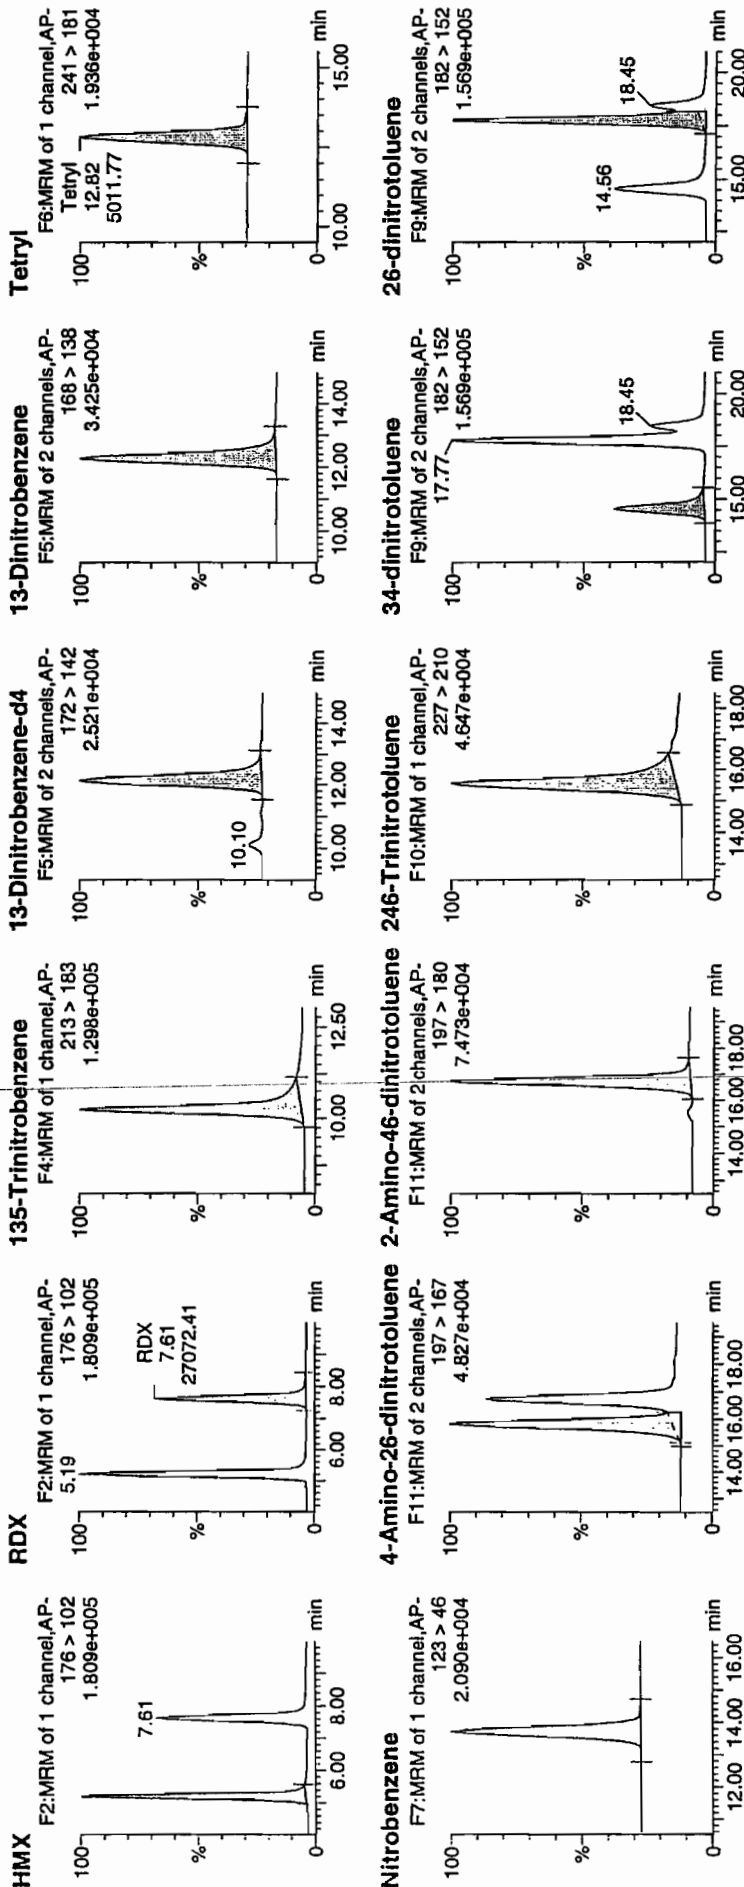 HMX
F2:MRM of 1 channel,AP-
176 > 102
1.809e+005
100
7.61
%
0
6.00 8.00 min
RDX
F2:MRM of 1 channel,AP-
176 > 102
1.809e+005
100
5.19
RDX
7.61
27072.41
%
0
6.00 8.00 min
135-Trinitrobenzene
F4:MRM of 1 channel,AP-
213 > 183
1.298e+005
100
%
0
10.00 12.50 min
13-Dinitrobenzene-d4
F5:MRM of 2 channels,AP-
172 > 142
2.521e+004
100
10.10
%
0
10.00 12.00 14.00 min
13-Dinitrobenzene
F5:MRM of 2 channels,AP-
168 > 138
3.425e+004
100
%
0
10.00 12.00 14.00 min
Tetryl
F6:MRM of 1 channel,AP-
241 > 181
1.936e+004
100
Tetryl
12.82
5011.77
%
0
10.00 15.00 min
Nitrobenzene
F7:MRM of 1 channel,AP-
123 > 46
2.090e+004
100
%
0
12.00 14.00 16.00 min
4-Amino-26-dinitrotoluene
F11:MRM of 2 channels,AP-
197 > 167
4.827e+004
100
%
0
14.00 16.00 18.00 min
2-Amino-46-dinitrotoluene
F11:MRM of 2 channels,AP-
197 > 180
7.473e+004
100
%
0
14.00 16.00 18.00 min
246-Trinitrotoluene
F10:MRM of 1 channel,AP-
227 > 210
4.647e+004
100
%
0
14.00 16.00 18.00 min
34-dinitrotoluene
F9:MRM of 2 channels,AP-
182 > 152
1.569e+005
100
17.77
18.45
%
0
15.00 20.00 min
26-dinitrotoluene
F9:MRM of 2 channels,AP-
182 > 152
1.569e+005
100
14.56
18.45
%
0
15.00 20.00 min